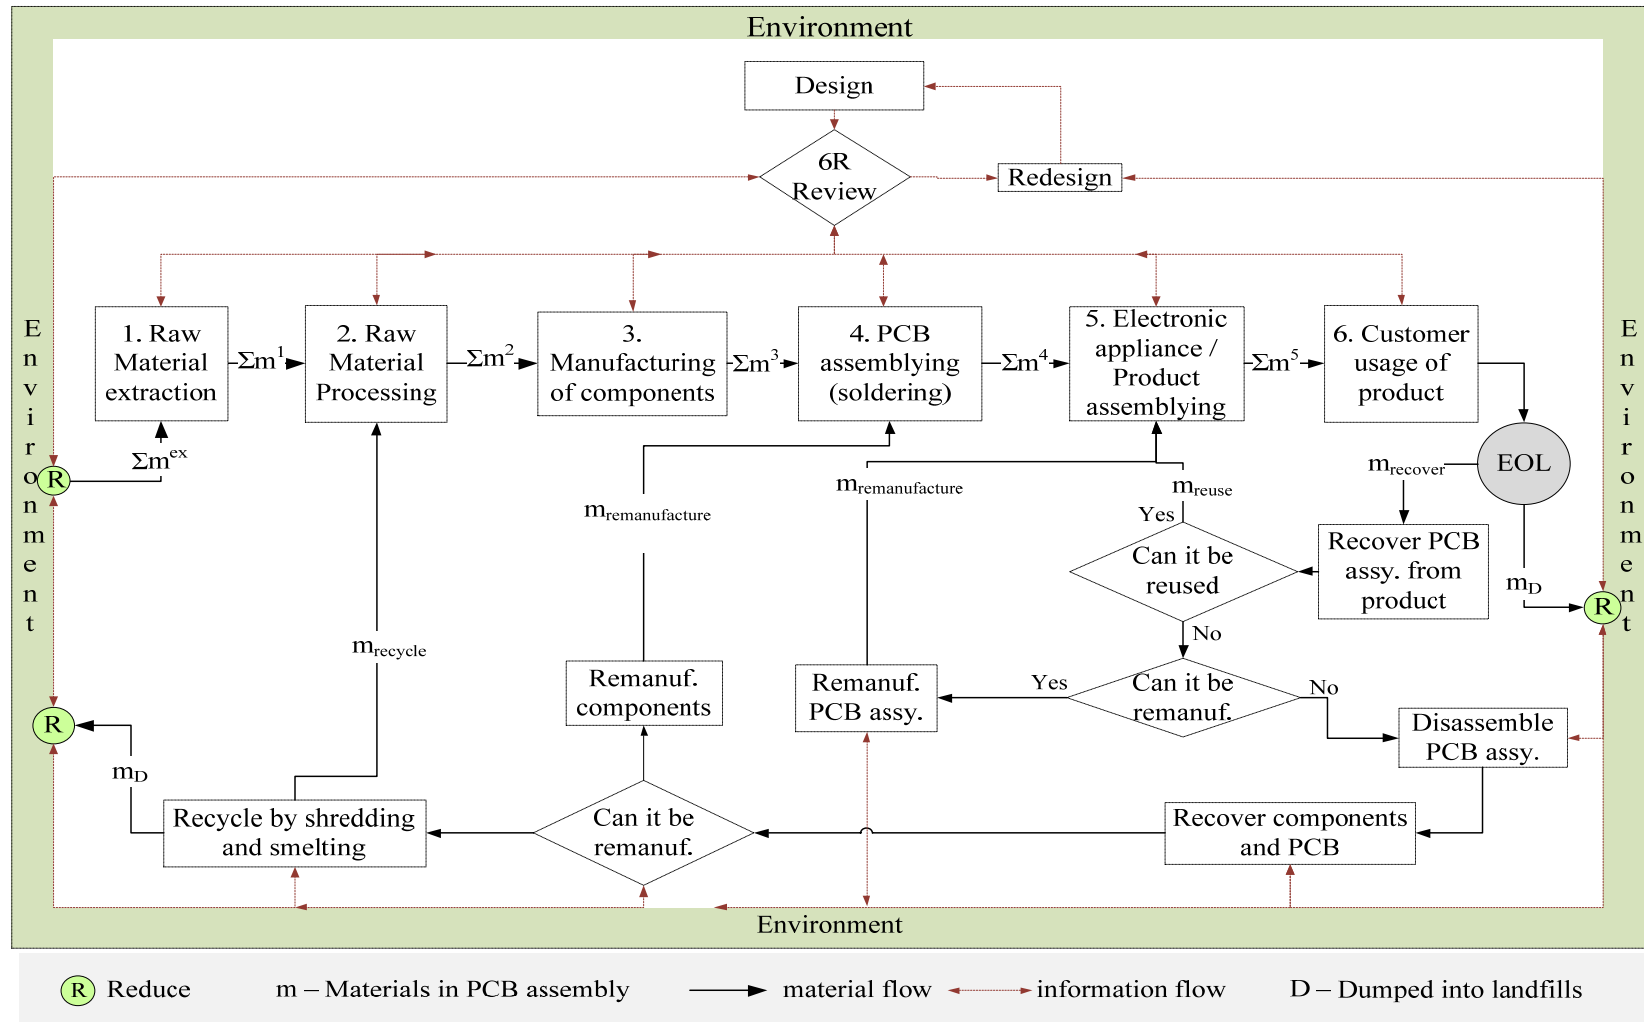 Environment
Design
6R
Review
Redesign
Environment
1. Raw
Material
extraction
Σm1
2. Raw
Material
Processing
Σm2
3.
Manufacturing
of components
Σm3
4. PCB
assemblying
(soldering)
Σm4
5. Electronic
appliance /
Product
assemblying
Σm5
6. Customer
usage of
product
Environment
R
Σmex
mremanufacture
mremanufacture
mreuse
Yes
mrecover
EOL
Can it be
reused
Recover PCB
assy. from
product
mD
R
No
mrecycle
Remanuf.
components
Remanuf.
PCB assy.
Yes
Can it be
remanuf.
No
Disassemble
PCB assy.
R
mD
Recycle by shredding
and smelting
Can it be
remanuf.
Recover components
and PCB
Environment
R
Reduce
m – Materials in PCB assembly
material flow
information flow
D – Dumped into landfills